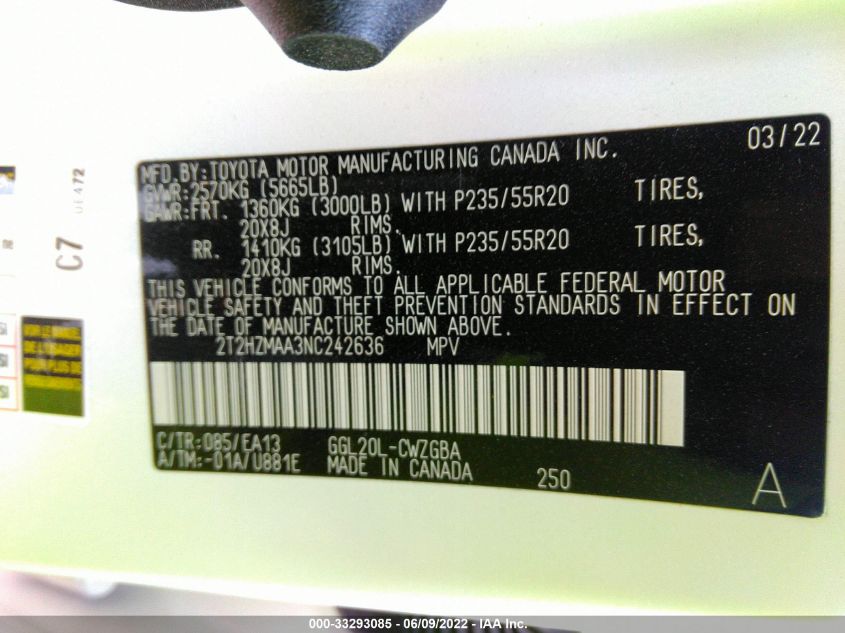 03/22
MFD.BY:TOYOTA MOTOR MANUFACTURING CANADA INC.
GVWR:2570KG (5665LB)
GAWR:FRT. 1360KG (3000LB) WITH P235/55R20 TIRES,
20X8J RIMS.
RR. 1410KG (3105LB) WITH P235/55R20 TIRES,
20X8J RIMS.
THIS VEHICLE CONFORMS TO ALL APPLICABLE FEDERAL MOTOR
VEHICLE SAFETY AND THEFT PREVENTION STANDARDS IN EFFECT ON
THE DATE OF MANUFACTURE SHOWN ABOVE.
2T2HZMAA3NC242636 MPV
C/TR:085/EA13 GGL20L-CWZGBA
A/TM:-01A/U881E MADE IN CANADA 250
A
C7
SI
SI
SI
000-33293085 - 06/09/2022 - IAA Inc.